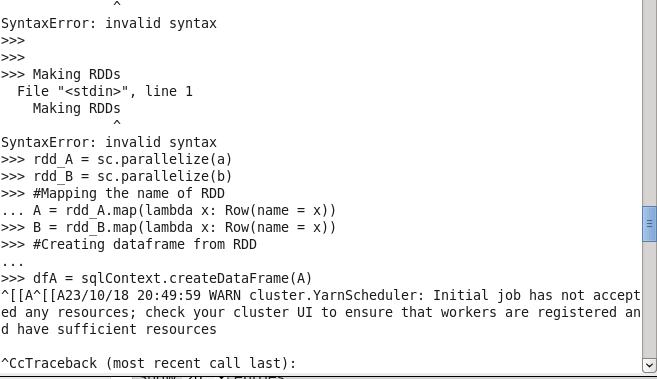 ^
SyntaxError: invalid syntax
>>>
>>>
>>> Making RDDs
  File "<stdin>", line 1
    Making RDDs
              ^
SyntaxError: invalid syntax
>>> rdd_A = sc.parallelize(a)
>>> rdd_B = sc.parallelize(b)
>>> #Mapping the name of RDD
... A = rdd_A.map(lambda x: Row(name = x))
>>> B = rdd_B.map(lambda x: Row(name = x))
>>> #Creating dataframe from RDD
...
>>> dfA = sqlContext.createDataFrame(A)
^[[A^[[A23/10/18 20:49:59 WARN cluster.YarnScheduler: Initial job has not accept
ed any resources; check your cluster UI to ensure that workers are registered an
d have sufficient resources
^CcTraceback (most recent call last):